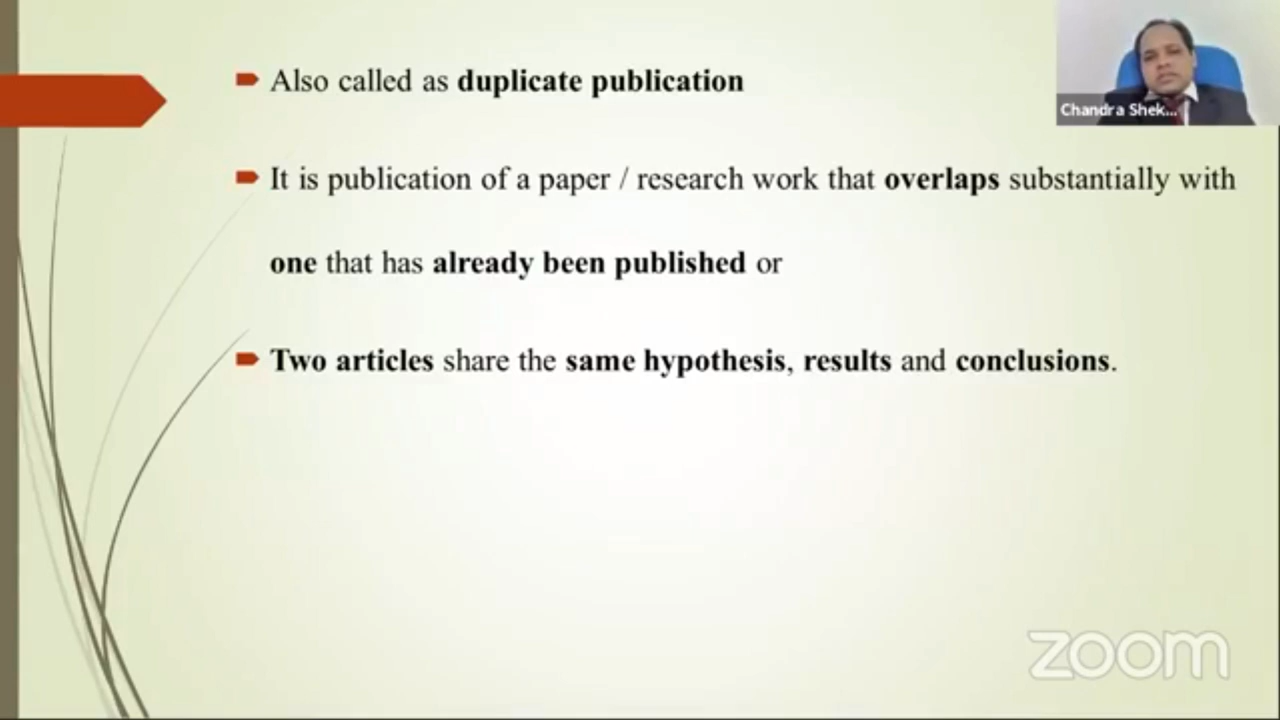 Also called as duplicate publication
Chandra Shek...
It is publication of a paper / research work that overlaps substantially with
one that has already been published or
Two articles share the same hypothesis, results and conclusions.
zoom